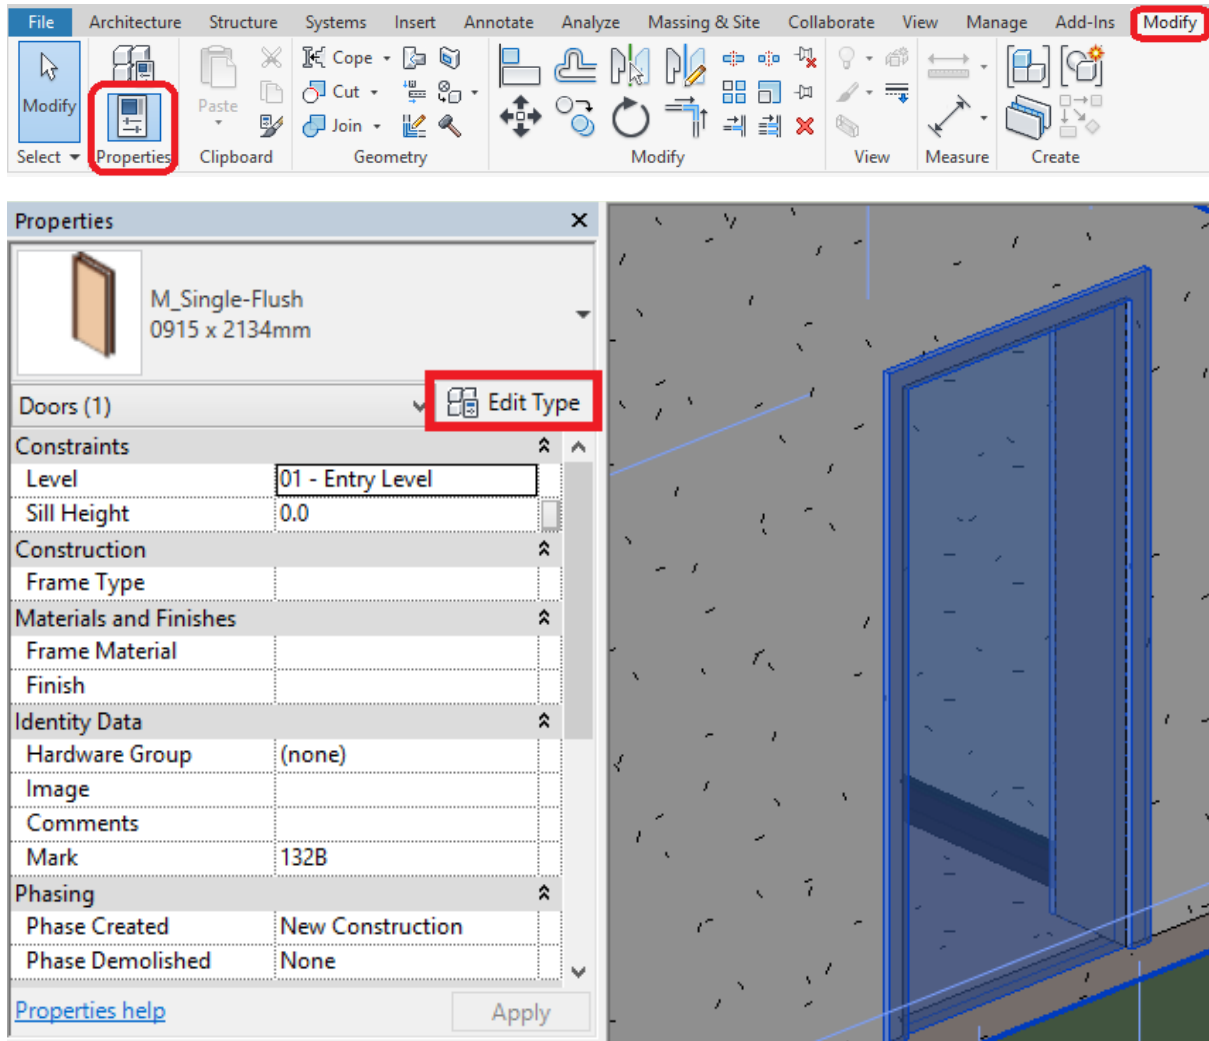 File Architecture Structure Systems Insert Annotate Analyze Massing & Site Collaborate View Manage Add-Ins Modify
Cope
Modify Paste Cut
Join
Select Properties Clipboard Geometry Modify View Measure Create
Properties
M_Single-Flush
0915 x 2134mm
Doors (1) Edit Type
Constraints
Level 01 - Entry Level
Sill Height 0.0
Construction
Frame Type
Materials and Finishes
Frame Material
Finish
Identity Data
Hardware Group (none)
Image
Comments
Mark 132B
Phasing
Phase Created New Construction
Phase Demolished None
Properties help Apply